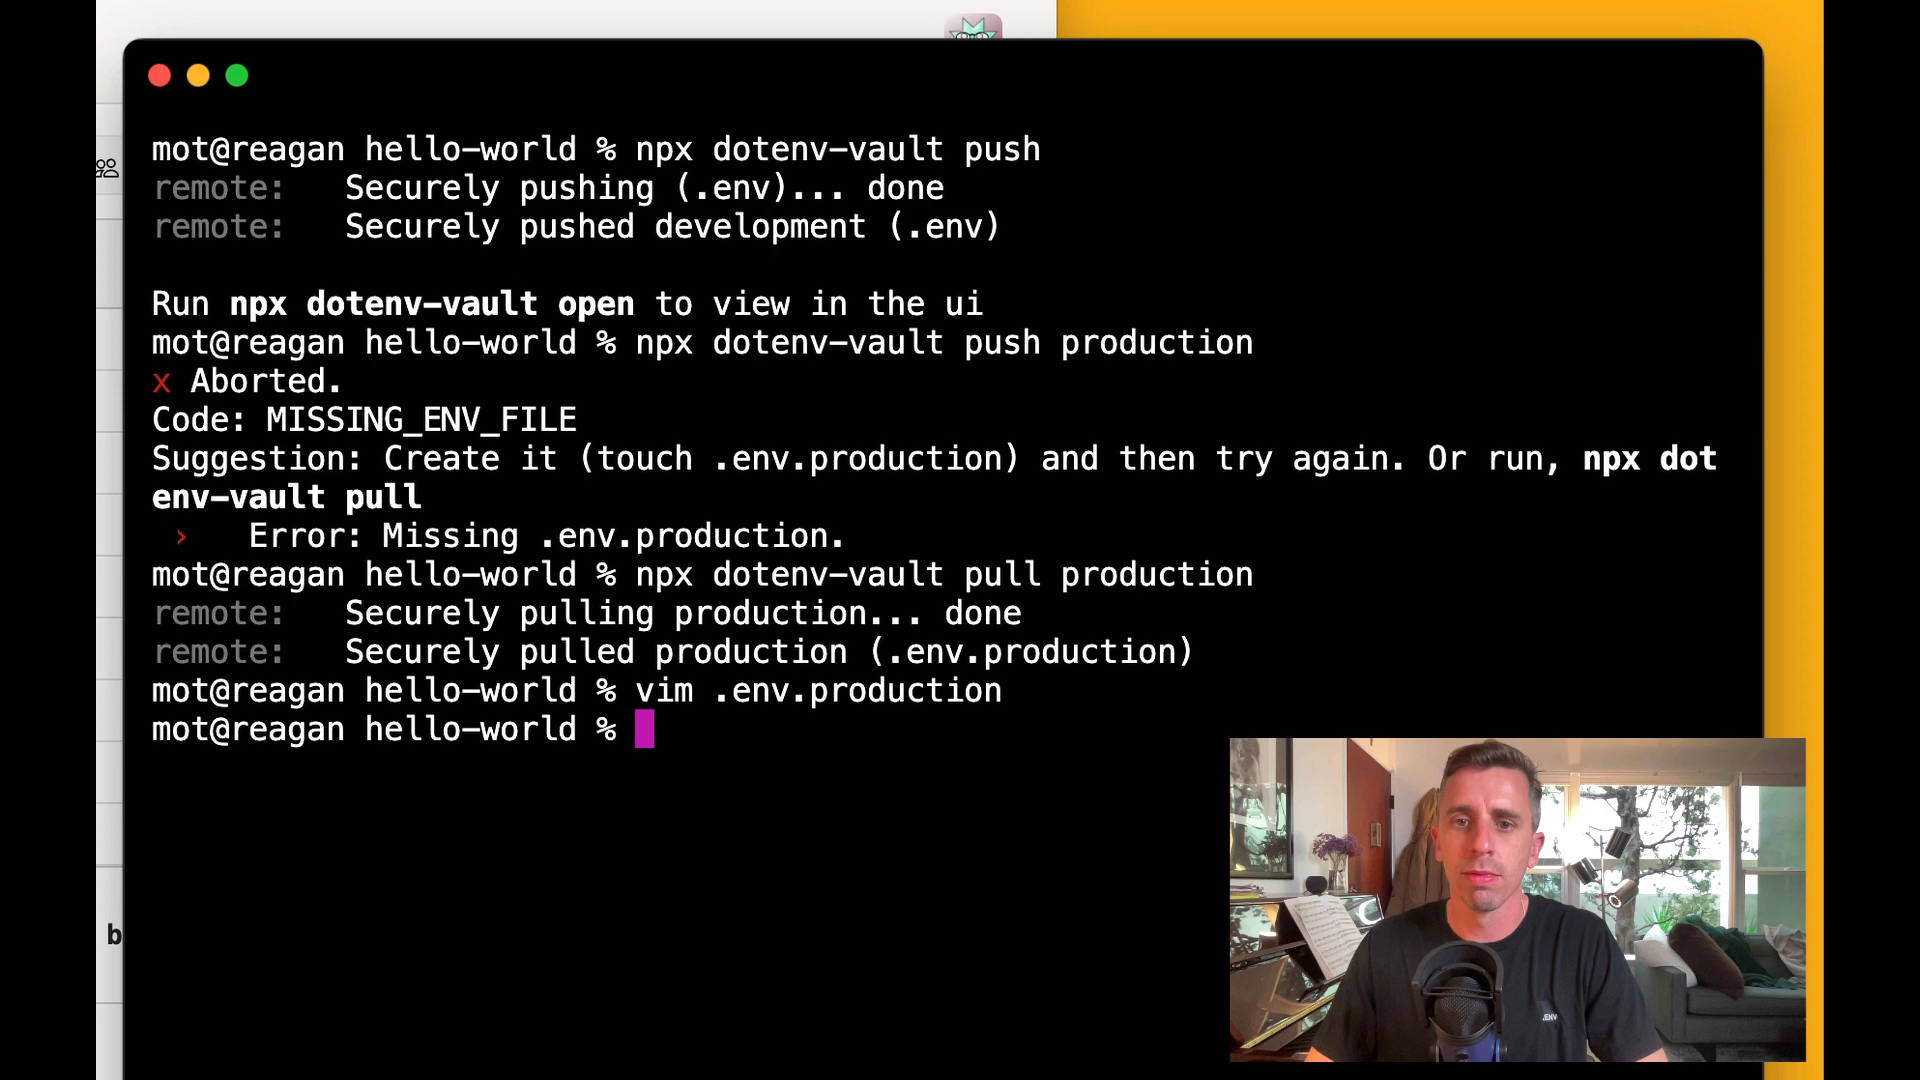 mot@reagan hello-world % npx dotenv-vault push
remote:   Securely pushing (.env)... done
remote:   Securely pushed development (.env)
Run npx dotenv-vault open to view in the ui
mot@reagan hello-world % npx dotenv-vault push production
x Aborted.
Code: MISSING_ENV_FILE
Suggestion: Create it (touch .env.production) and then try again. Or run, npx dot
env-vault pull
›   Error: Missing .env.production.
mot@reagan hello-world % npx dotenv-vault pull production
remote:   Securely pulling production... done
remote:   Securely pulled production (.env.production)
mot@reagan hello-world % vim .env.production
mot@reagan hello-world %
b
.ENV